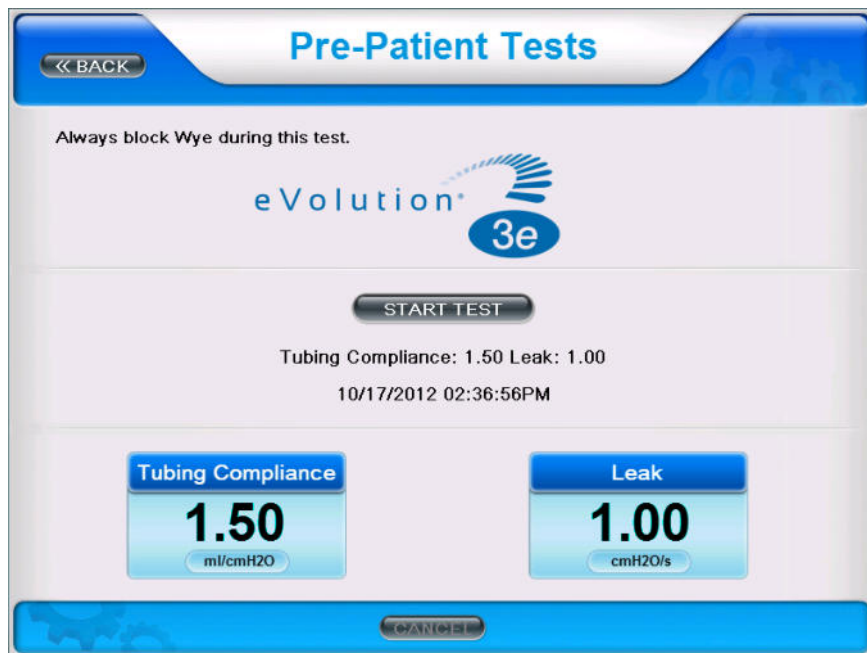 Pre-Patient Tests
<< BACK
Always block Wye during this test.
eVolution®
3e
START TEST
Tubing Compliance: 1.50 Leak: 1.00
10/17/2012 02:36:56PM
Tubing Compliance
1.50
ml/cmH2O
Leak
1.00
cmH2O/s
CANCEL